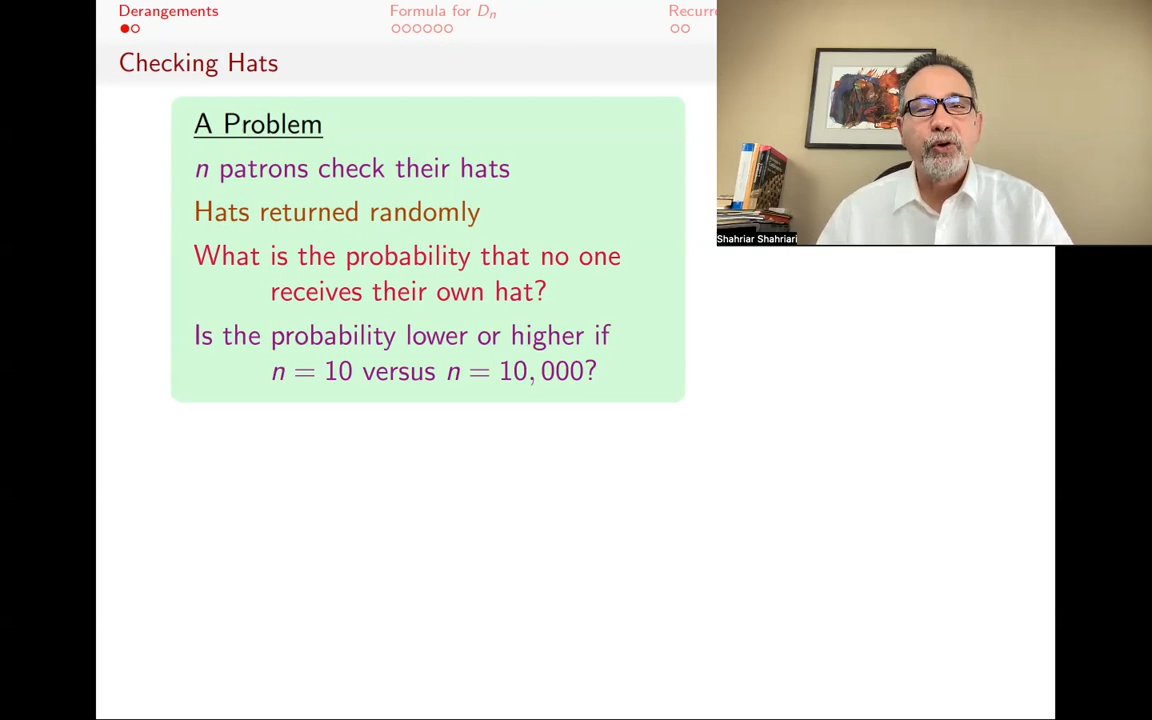 Derangements
Formula for Dn
Recurre
Checking Hats
A Problem
n patrons check their hats
Hats returned randomly
What is the probability that no one
receives their own hat?
Is the probability lower or higher if
n = 10 versus n = 10, 000?
Shahriar Shahriari